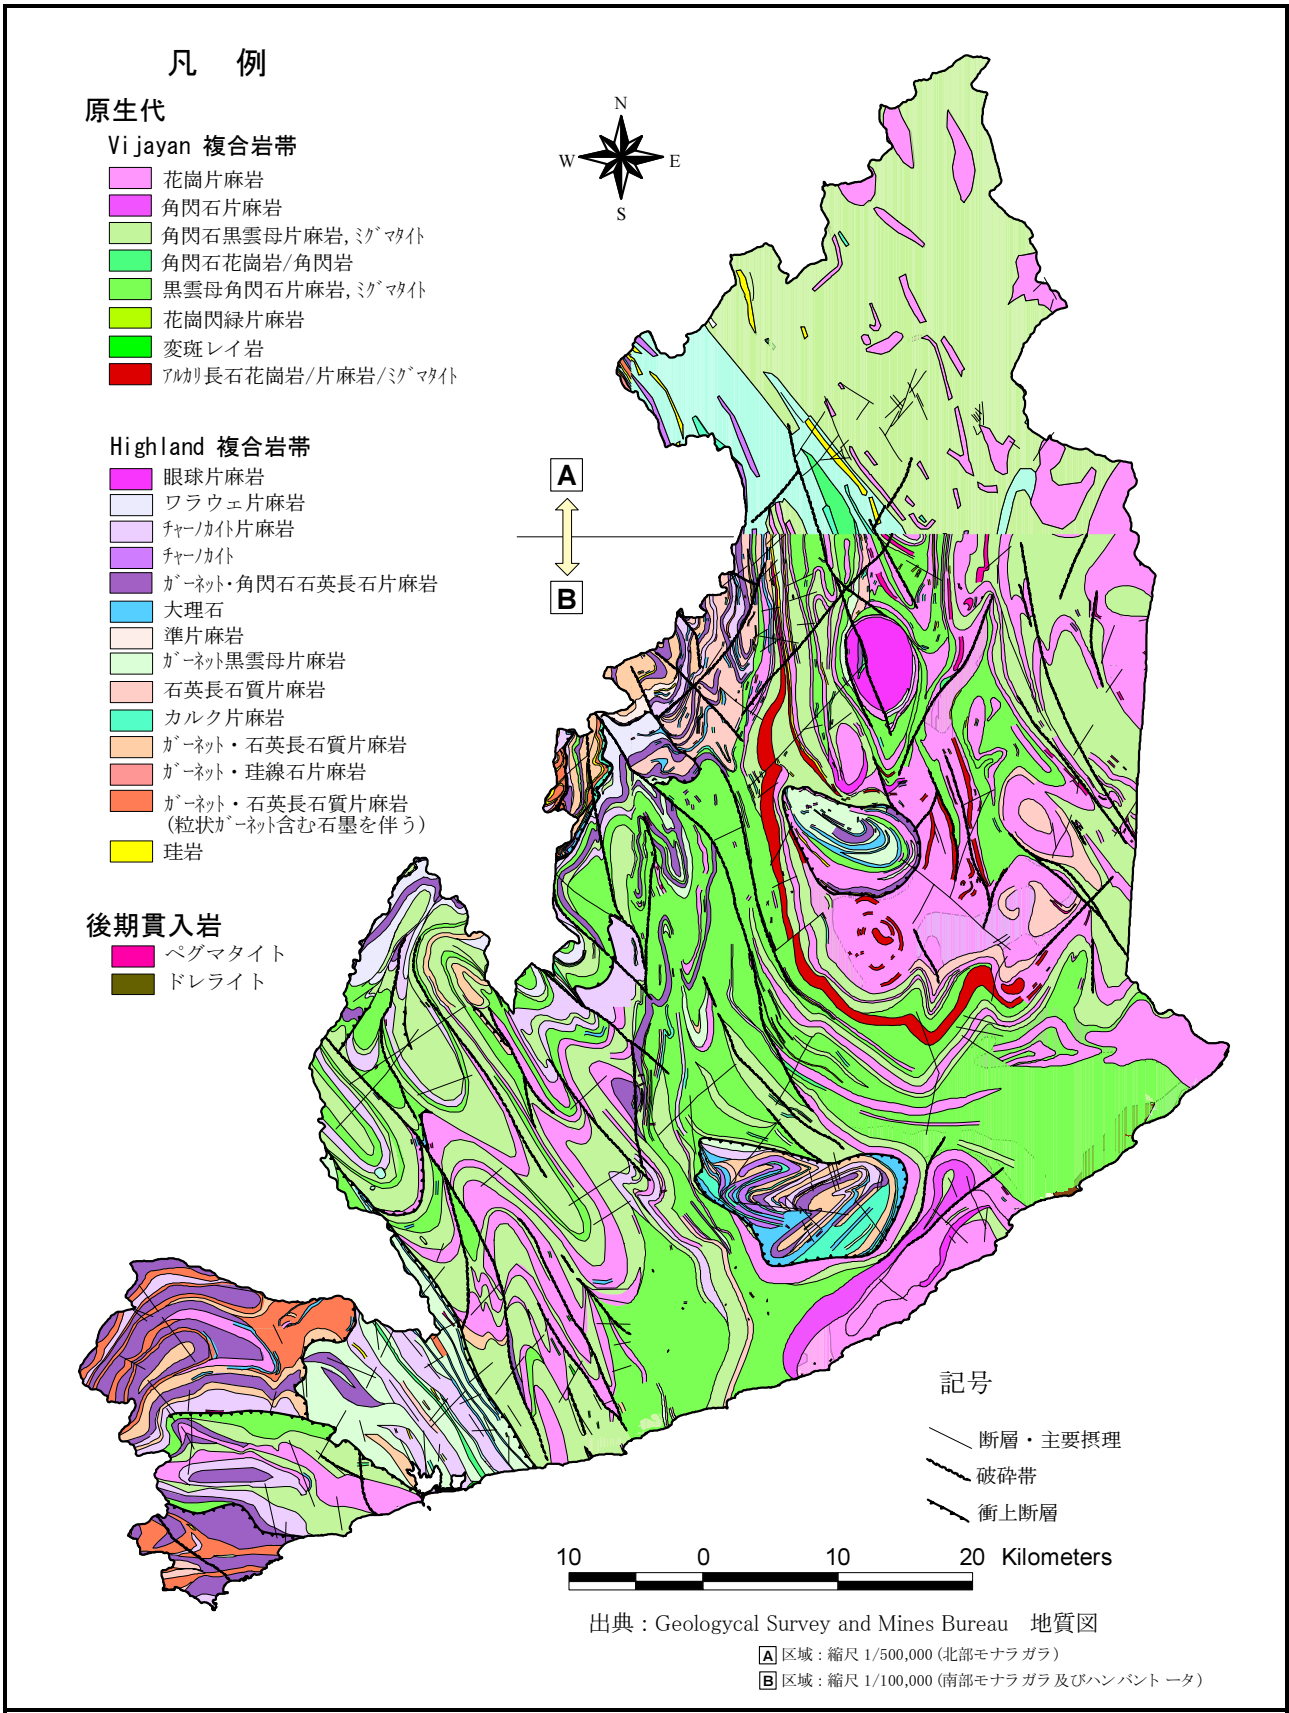 凡 例
原生代
Vijayan 複合岩帯
花崗片麻岩
角閃石片麻岩
角閃石黒雲母片麻岩, ﾐｸﾞﾏﾀｲﾄ
角閃石花崗岩/角閃岩
黒雲母角閃石片麻岩, ﾐｸﾞﾏﾀｲﾄ
花崗閃緑片麻岩
変斑レイ岩
ｱﾙｶﾘ長石花崗岩/片麻岩/ﾐｸﾞﾏﾀｲﾄ
Highland 複合岩帯
眼球片麻岩
ワラウェ片麻岩
ﾁｬｰﾉｶｲﾄ片麻岩
ﾁｬｰﾉｶｲﾄ
ｶﾞｰﾈｯﾄ・角閃石石英長石片麻岩
大理石
準片麻岩
ｶﾞｰﾈｯﾄ黒雲母片麻岩
石英長石質片麻岩
カルク片麻岩
ｶﾞｰﾈｯﾄ・石英長石質片麻岩
ｶﾞｰﾈｯﾄ・珪線石片麻岩
ｶﾞｰﾈｯﾄ・石英長石質片麻岩
(粒状ｶﾞｰﾈｯﾄ含む石墨を伴う)
珪岩
後期貫入岩
ペグマタイト
ドレライト
N
W
E
S
A
B
記号
断層・主要摂理
破砕帯
衝上断層
10 0 10 20 Kilometers
出典：Geologycal Survey and Mines Bureau 地質図
A 区域：縮尺 1/500,000 (北部モナラガラ)
B 区域：縮尺 1/100,000 (南部モナラガラ及びハンバントータ)